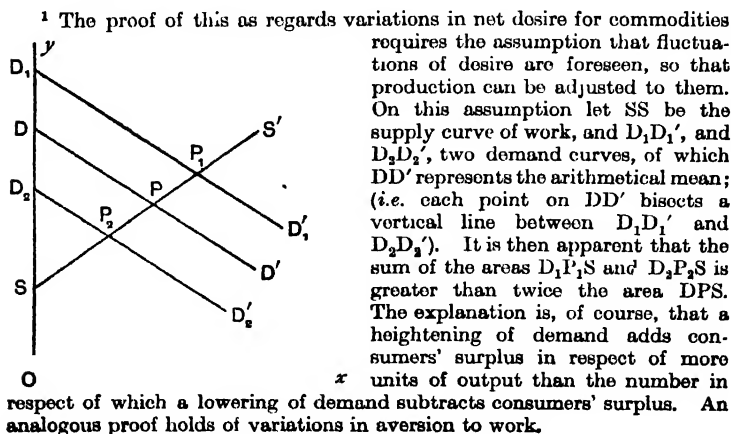 ¹ The proof of this as regards variations in net desire for commodities
requires the assumption that fluctua-
tions of desire are foreseen, so that
production can be adjusted to them.
On this assumption let SS be the
supply curve of work, and D₁D₁′, and
D₂D₂′, two demand curves, of which
DD′ represents the arithmetical mean;
(i.e. each point on DD′ bisects a
vertical line between D₁D₁′ and
D₂D₂′). It is then apparent that the
sum of the areas D₁P₁S and D₂P₂S is
greater than twice the area DPS.
The explanation is, of course, that a
heightening of demand adds con-
sumers' surplus in respect of more
units of output than the number in
respect of which a lowering of demand subtracts consumers' surplus. An
analogous proof holds of variations in aversion to work.
y
D₁
D
S′
P₁
D₂
P
P₂
D₁′
D′
S
D₂′
O
x